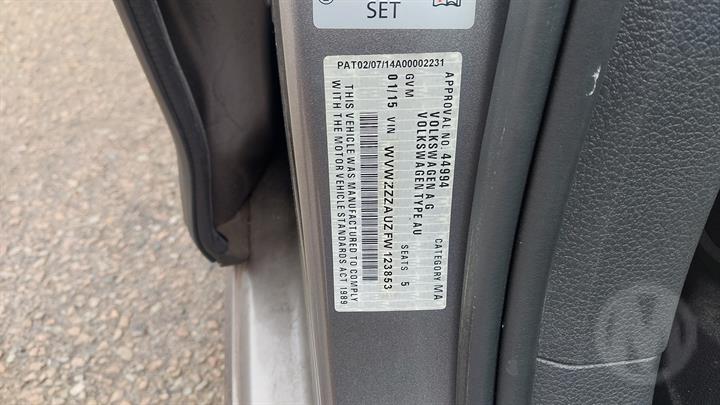 SET
PAT02/07/14A00002231
APPROVAL NO. 44994 CATEGORY MA
VOLKSWAGEN AG
VOLKSWAGEN TYPE AU
GVM SEATS 5
01/15 VIN WVWZZZAUZFW123853
THIS VEHICLE WAS MANUFACTURED TO COMPLY
WITH THE MOTOR VEHICLE STANDARDS ACT 1989